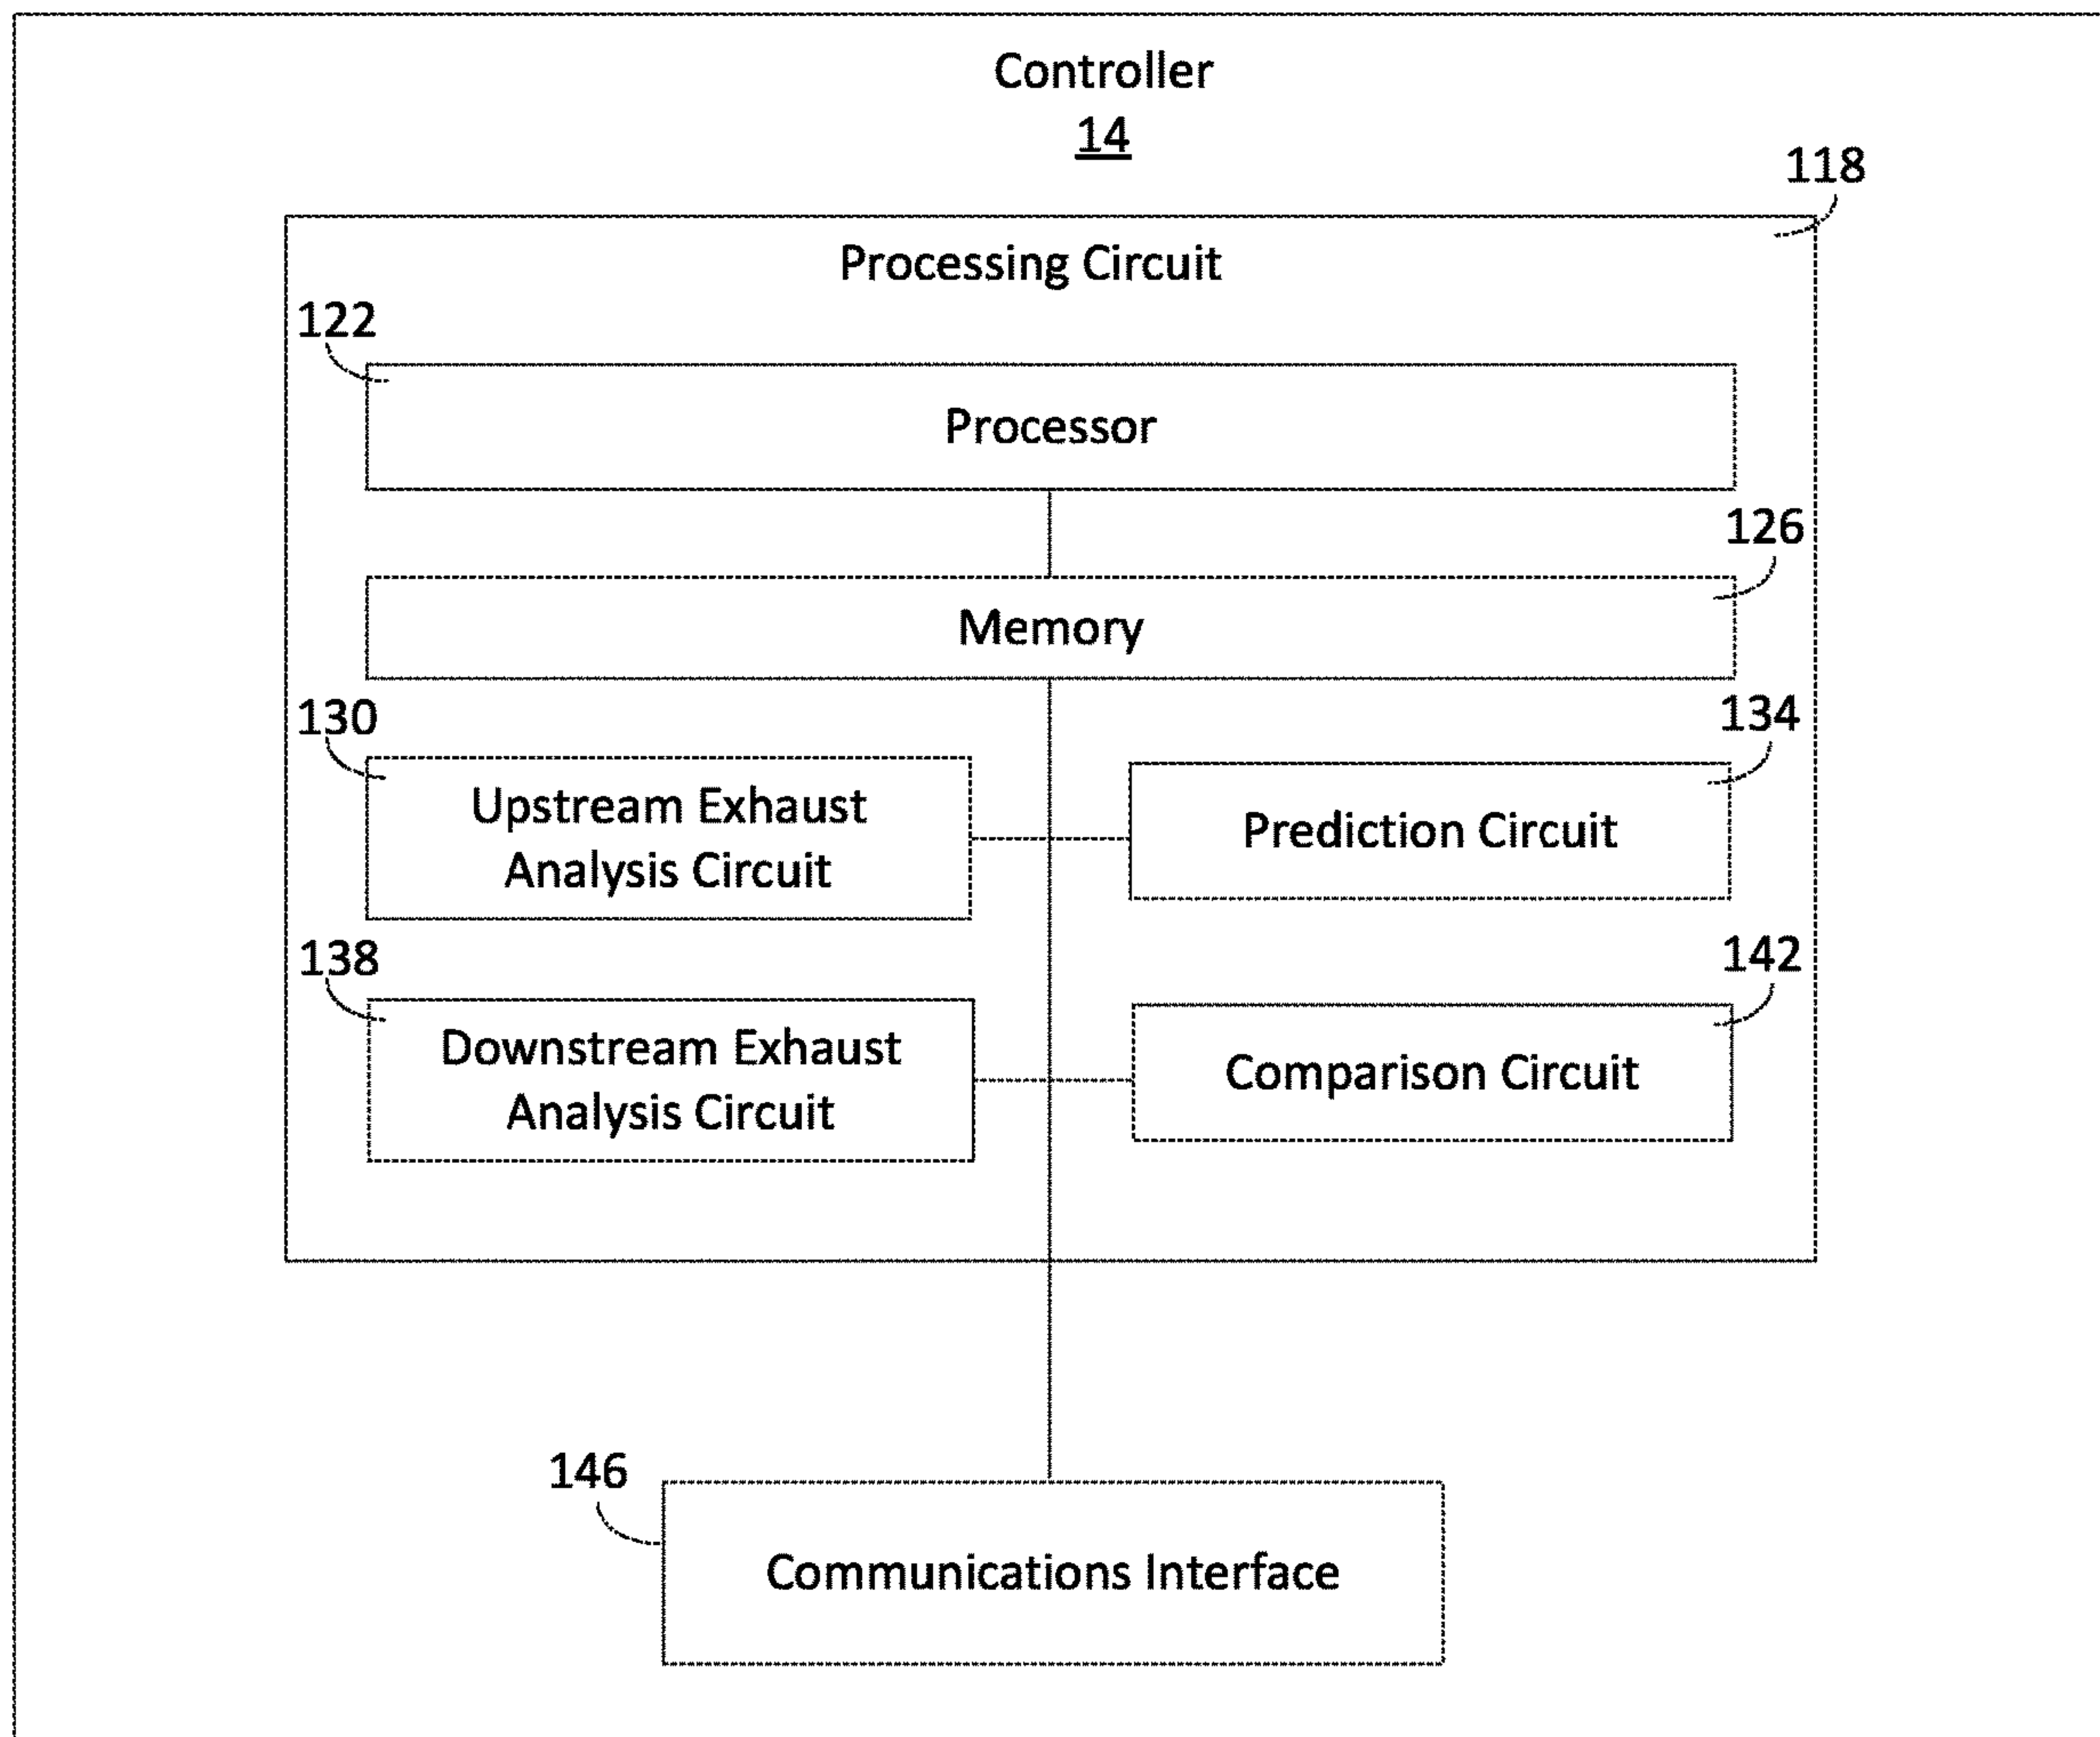 Controller
14
118
Processing Circuit
122
Processor
126
Memory
130
134
Upstream Exhaust
Analysis Circuit
Prediction Circuit
138
142
Downstream Exhaust
Analysis Circuit
Comparison Circuit
146
Communications Interface